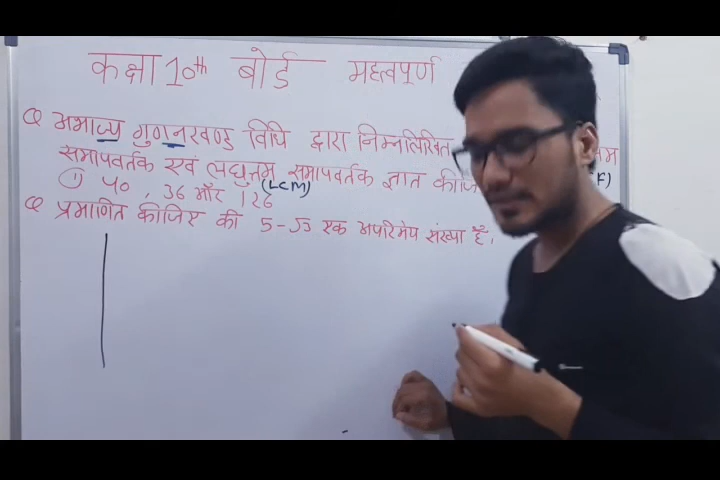 कक्षा 10th बोर्ड महत्वपूर्ण
Q अभाज्य गुणनखण्ड विधि द्वारा निम्नलिखित
समापवर्तक एवं लघुत्तम समापवर्तक ज्ञात कीजि
(LCM) F)
① 40, 36 और 126
Q प्रमाणित कीजिए की 5-√3 एक अपरिमेय संख्या है।